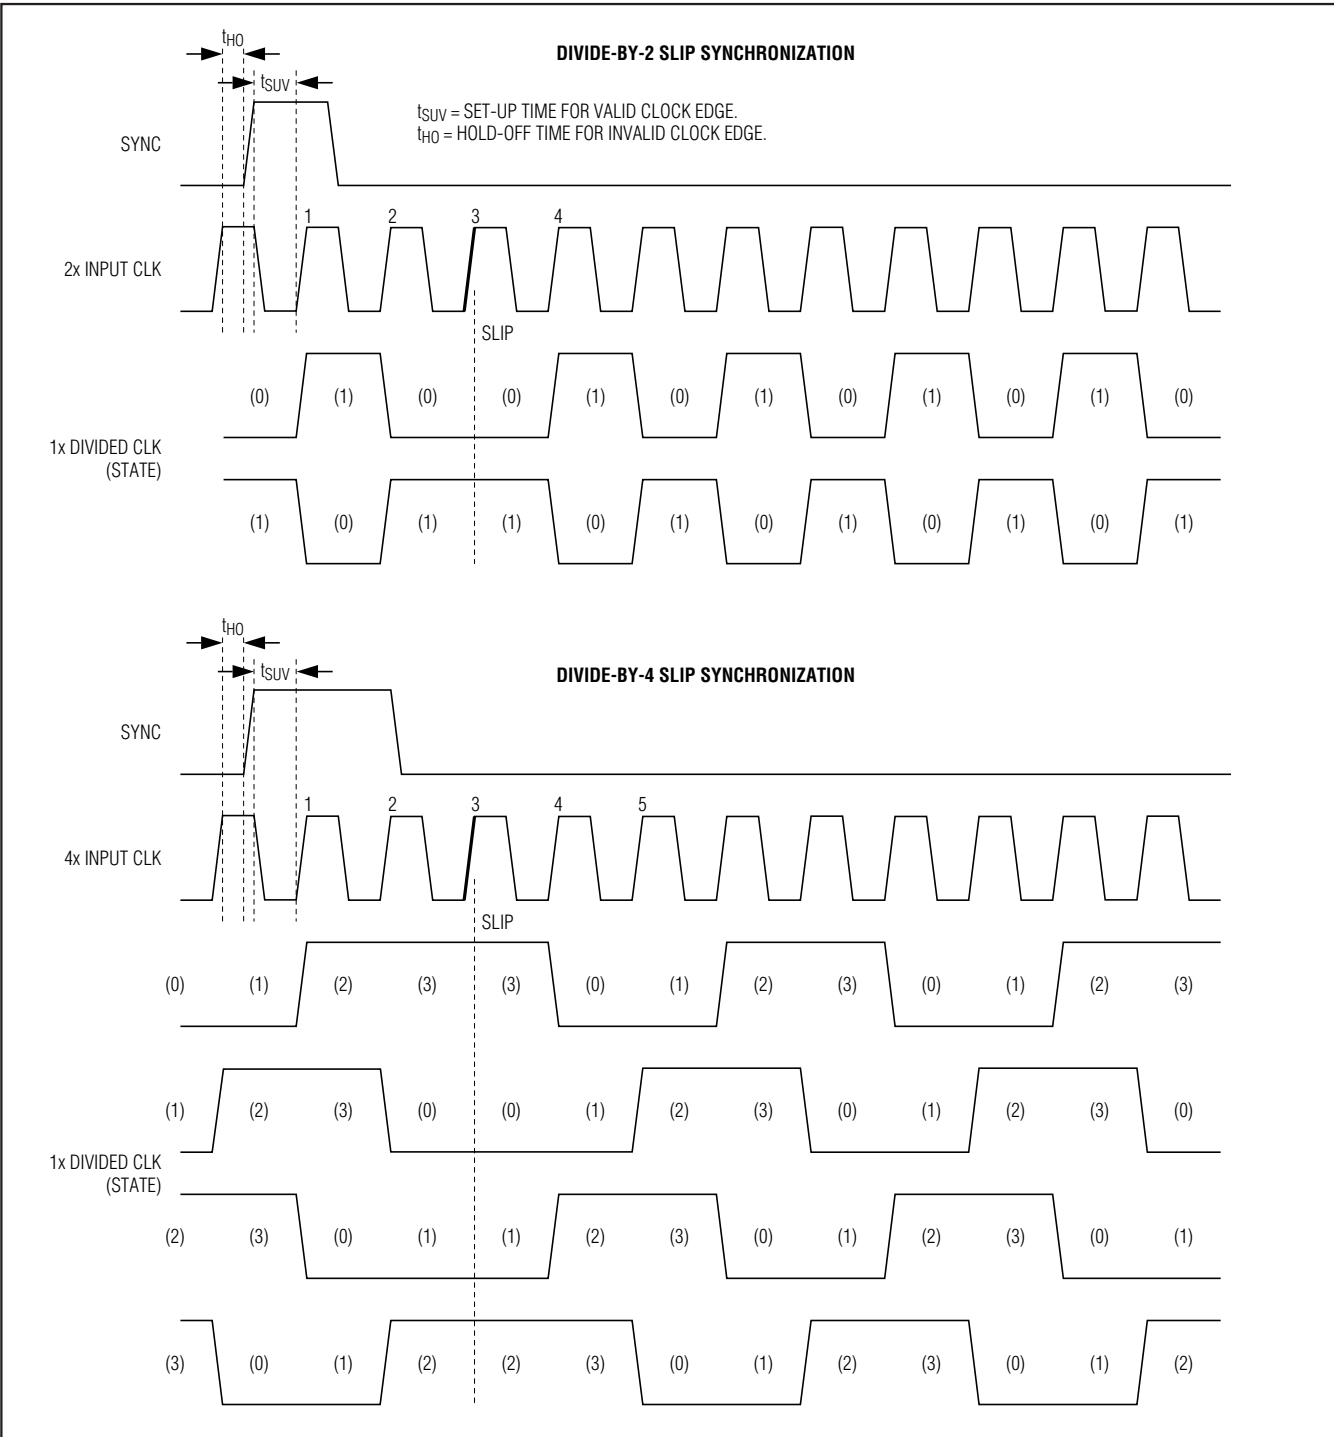 tHO
DIVIDE-BY-2 SLIP SYNCHRONIZATION
tSUV
tSUV = SET-UP TIME FOR VALID CLOCK EDGE.
tHO = HOLD-OFF TIME FOR INVALID CLOCK EDGE.
SYNC
1 2 3 4
2x INPUT CLK
SLIP
(0) (1) (0) (0) (1) (0) (1) (0) (1) (0) (1) (0)
1x DIVIDED CLK
(STATE)
(1) (0) (1) (1) (0) (1) (0) (1) (0) (1) (0) (1)
tHO
tSUV
DIVIDE-BY-4 SLIP SYNCHRONIZATION
SYNC
1 2 3 4 5
4x INPUT CLK
SLIP
(0) (1) (2) (3) (3) (0) (1) (2) (3) (0) (1) (2) (3)
(1) (2) (3) (0) (0) (1) (2) (3) (0) (1) (2) (3) (0)
1x DIVIDED CLK
(STATE)
(2) (3) (0) (1) (1) (2) (3) (0) (1) (2) (3) (0) (1)
(3) (0) (1) (2) (2) (3) (0) (1) (2) (3) (0) (1) (2)